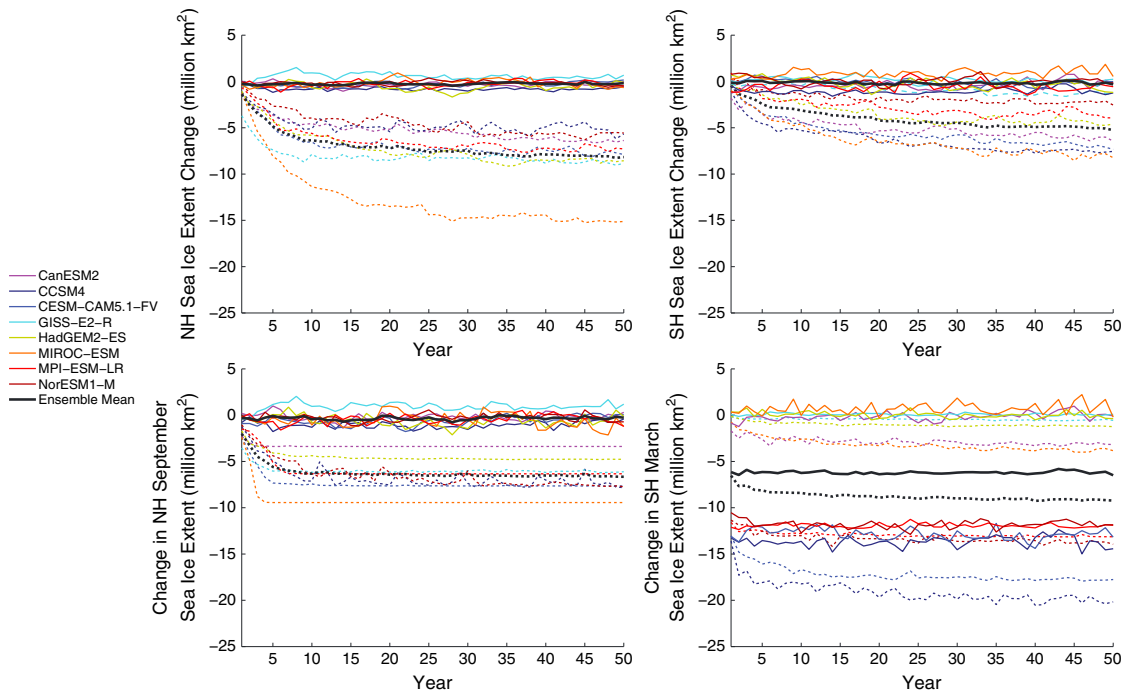 NH Sea Ice Extent Change (million km²)
5
0
−5
−10
−15
−20
−25
5 10 15 20 25 30 35 40 45 50
Year
SH Sea Ice Extent Change (million km²)
5
0
−5
−10
−15
−20
−25
5 10 15 20 25 30 35 40 45 50
Year
CanESM2
CCSM4
CESM−CAM5.1−FV
GISS−E2−R
HadGEM2−ES
MIROC−ESM
MPI−ESM−LR
NorESM1−M
Ensemble Mean
Change in NH September
Sea Ice Extent (million km²)
5
0
−5
−10
−15
−20
−25
5 10 15 20 25 30 35 40 45 50
Year
Change in SH March
Sea Ice Extent (million km²)
5
0
−5
−10
−15
−20
−25
5 10 15 20 25 30 35 40 45 50
Year